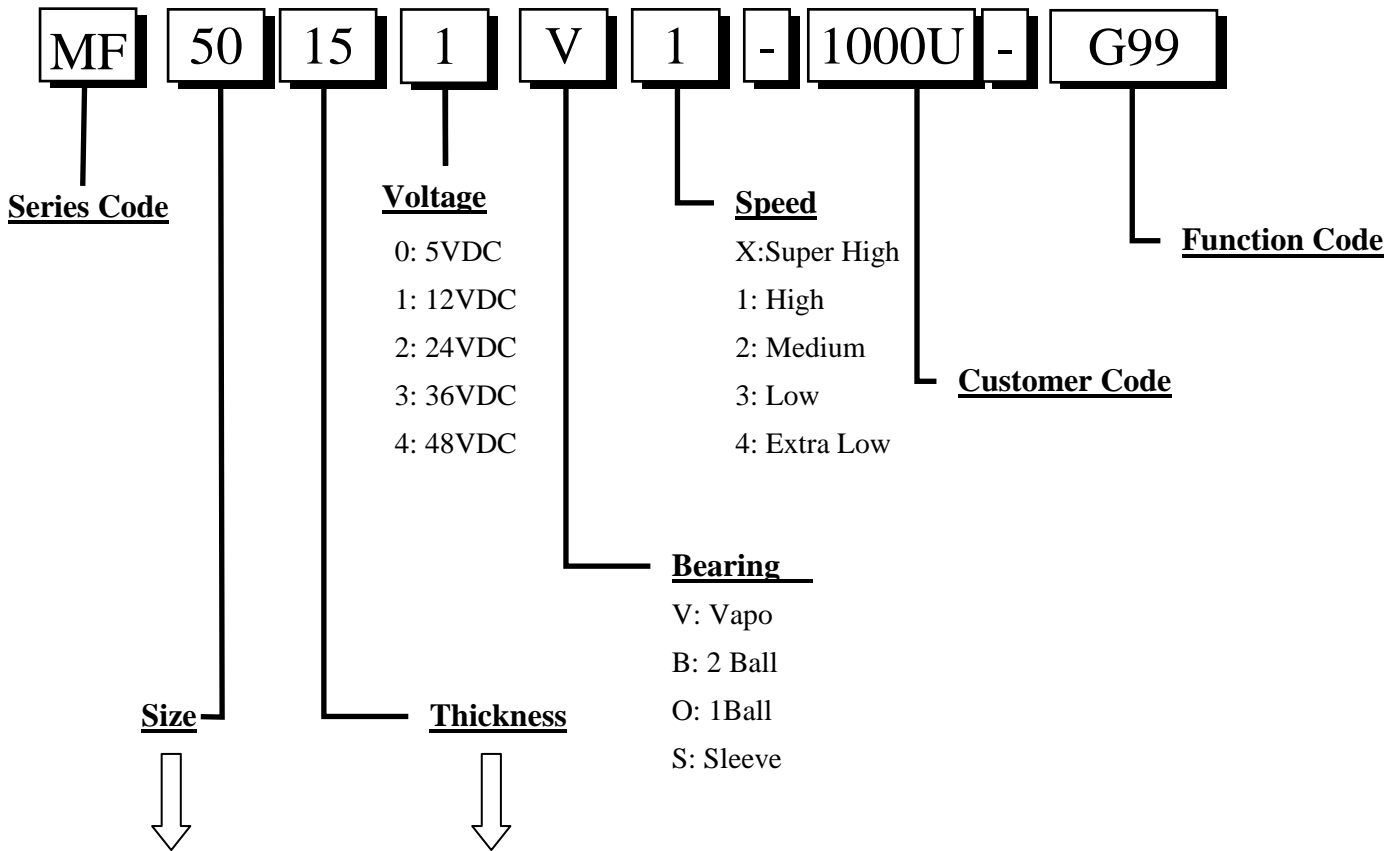 MF 50 15 1 V 1 - 1000U - G99
Series Code
Voltage
0: 5VDC
1: 12VDC
2: 24VDC
3: 36VDC
4: 48VDC
Speed
X:Super High
1: High
2: Medium
3: Low
4: Extra Low
Function Code
Customer Code
Bearing
V: Vapo
B: 2 Ball
O: 1Ball
S: Sleeve
Size
Thickness